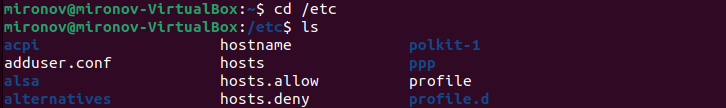 mironov@mironov-VirtualBox:~$ cd /etc
mironov@mironov-VirtualBox:/etc$ ls
acpi hostname polkit-1
adduser.conf hosts ppp
alsa hosts.allow profile
alternatives hosts.deny profile.d